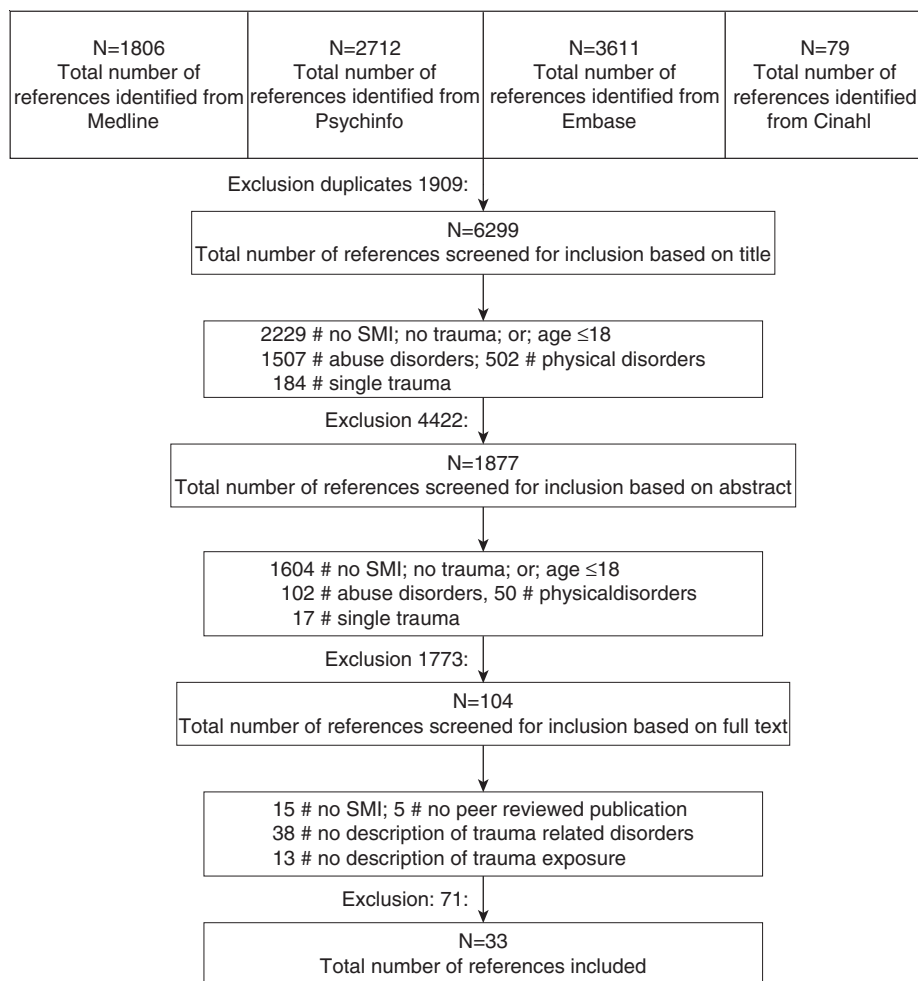 N=1806
Total number of
references identified from
Medline
N=2712
Total number of
references identified from
Psychinfo
N=3611
Total number of
references identified from
Embase
N=79
Total number of
references identified
from Cinahl
Exclusion duplicates 1909:
N=6299
Total number of references screened for inclusion based on title
2229 # no SMI; no trauma; or; age ≤18
1507 # abuse disorders; 502 # physical disorders
184 # single trauma
Exclusion 4422:
N=1877
Total number of references screened for inclusion based on abstract
1604 # no SMI; no trauma; or; age ≤18
102 # abuse disorders, 50 # physicaldisorders
17 # single trauma
Exclusion 1773:
N=104
Total number of references screened for inclusion based on full text
15 # no SMI; 5 # no peer reviewed publication
38 # no description of trauma related disorders
13 # no description of trauma exposure
Exclusion: 71:
N=33
Total number of references included